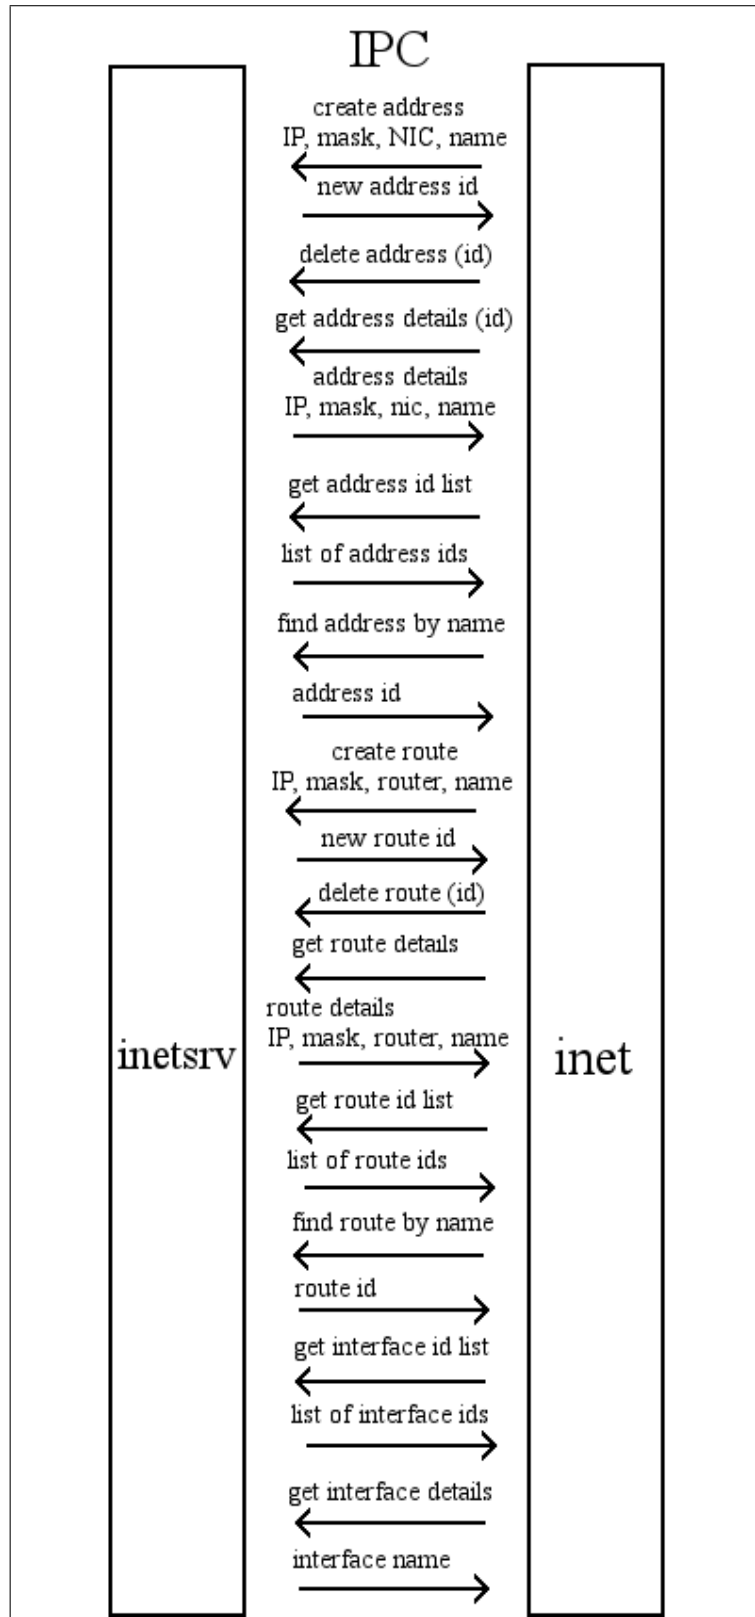 IPC
create address
IP, mask, NIC, name
new address id
delete address (id)
get address details (id)
address details
IP, mask, nic, name
get address id list
list of address ids
find address by name
address id
create route
IP, mask, router, name
new route id
delete route (id)
get route details
route details
IP, mask, router, name
inetsrv
inet
get route id list
list of route ids
find route by name
route id
get interface id list
list of interface ids
get interface details
interface name